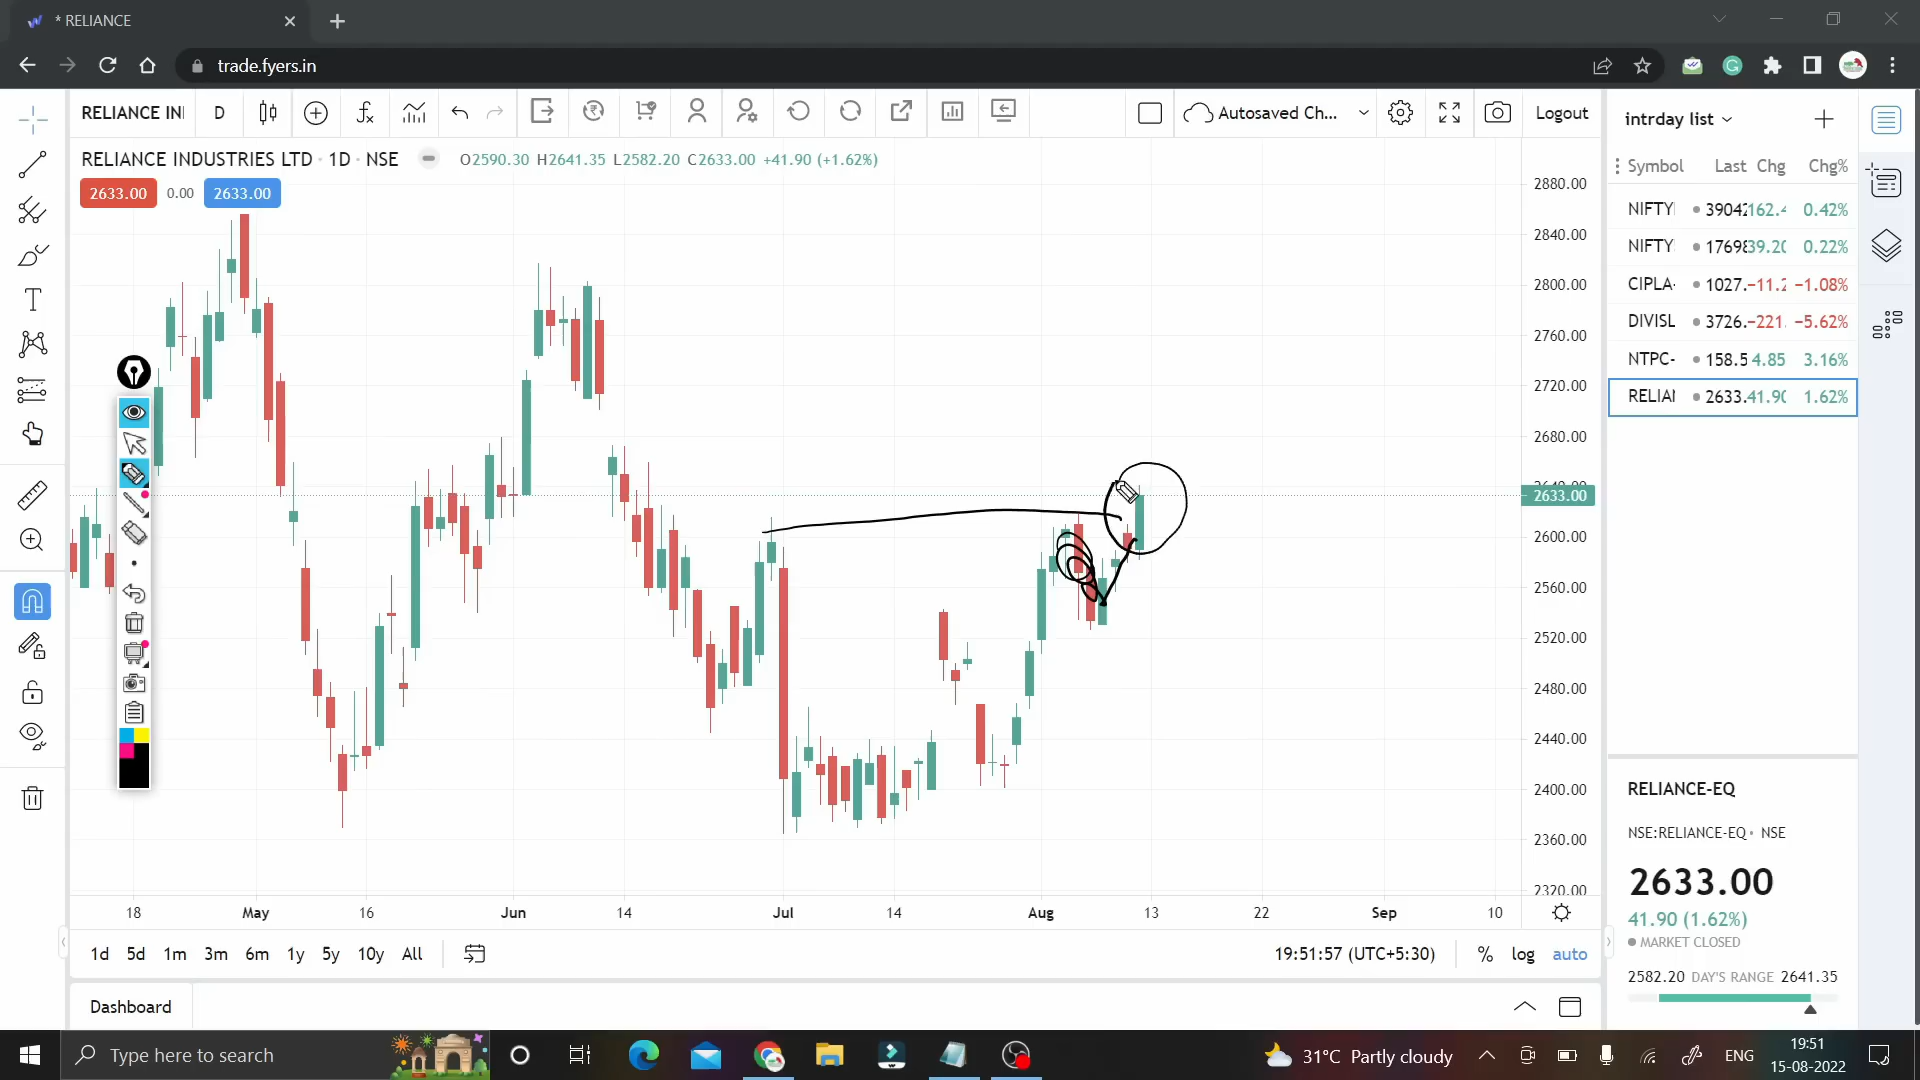 * RELIANCE
trade.fyers.in
RELIANCE INI
D
Autosaved Ch...
Logout
intrday list
RELIANCE INDUSTRIES LTD · 1D · NSE
O2590.30 H2641.35 L2582.20 C2633.00 +41.90 (+1.62%)
2633.00
0.00
2633.00
Symbol Last Chg Chg%
NIFTY 3904 162.4 0.42%
NIFTY 1769 39.20 0.22%
CIPLA- 1027. −11.2 −1.08%
DIVISL 3726. −221. −5.62%
NTPC- 158.5 4.85 3.16%
RELIAN 2633. 41.90 1.62%
2880.00
2840.00
2800.00
2760.00
2720.00
2680.00
2640.00
2633.00
2600.00
2560.00
2520.00
2480.00
2440.00
2400.00
2360.00
2320.00
18 May 16 Jun 14 Jul 14 Aug 13 22 Sep 10
1d 5d 1m 3m 6m 1y 5y 10y All
19:51:57 (UTC+5:30)
% log auto
Dashboard
RELIANCE-EQ
NSE:RELIANCE-EQ • NSE
2633.00
41.90 (1.62%)
MARKET CLOSED
2582.20 DAY'S RANGE 2641.35
Type here to search
31°C Partly cloudy
ENG
19:51
15-08-2022